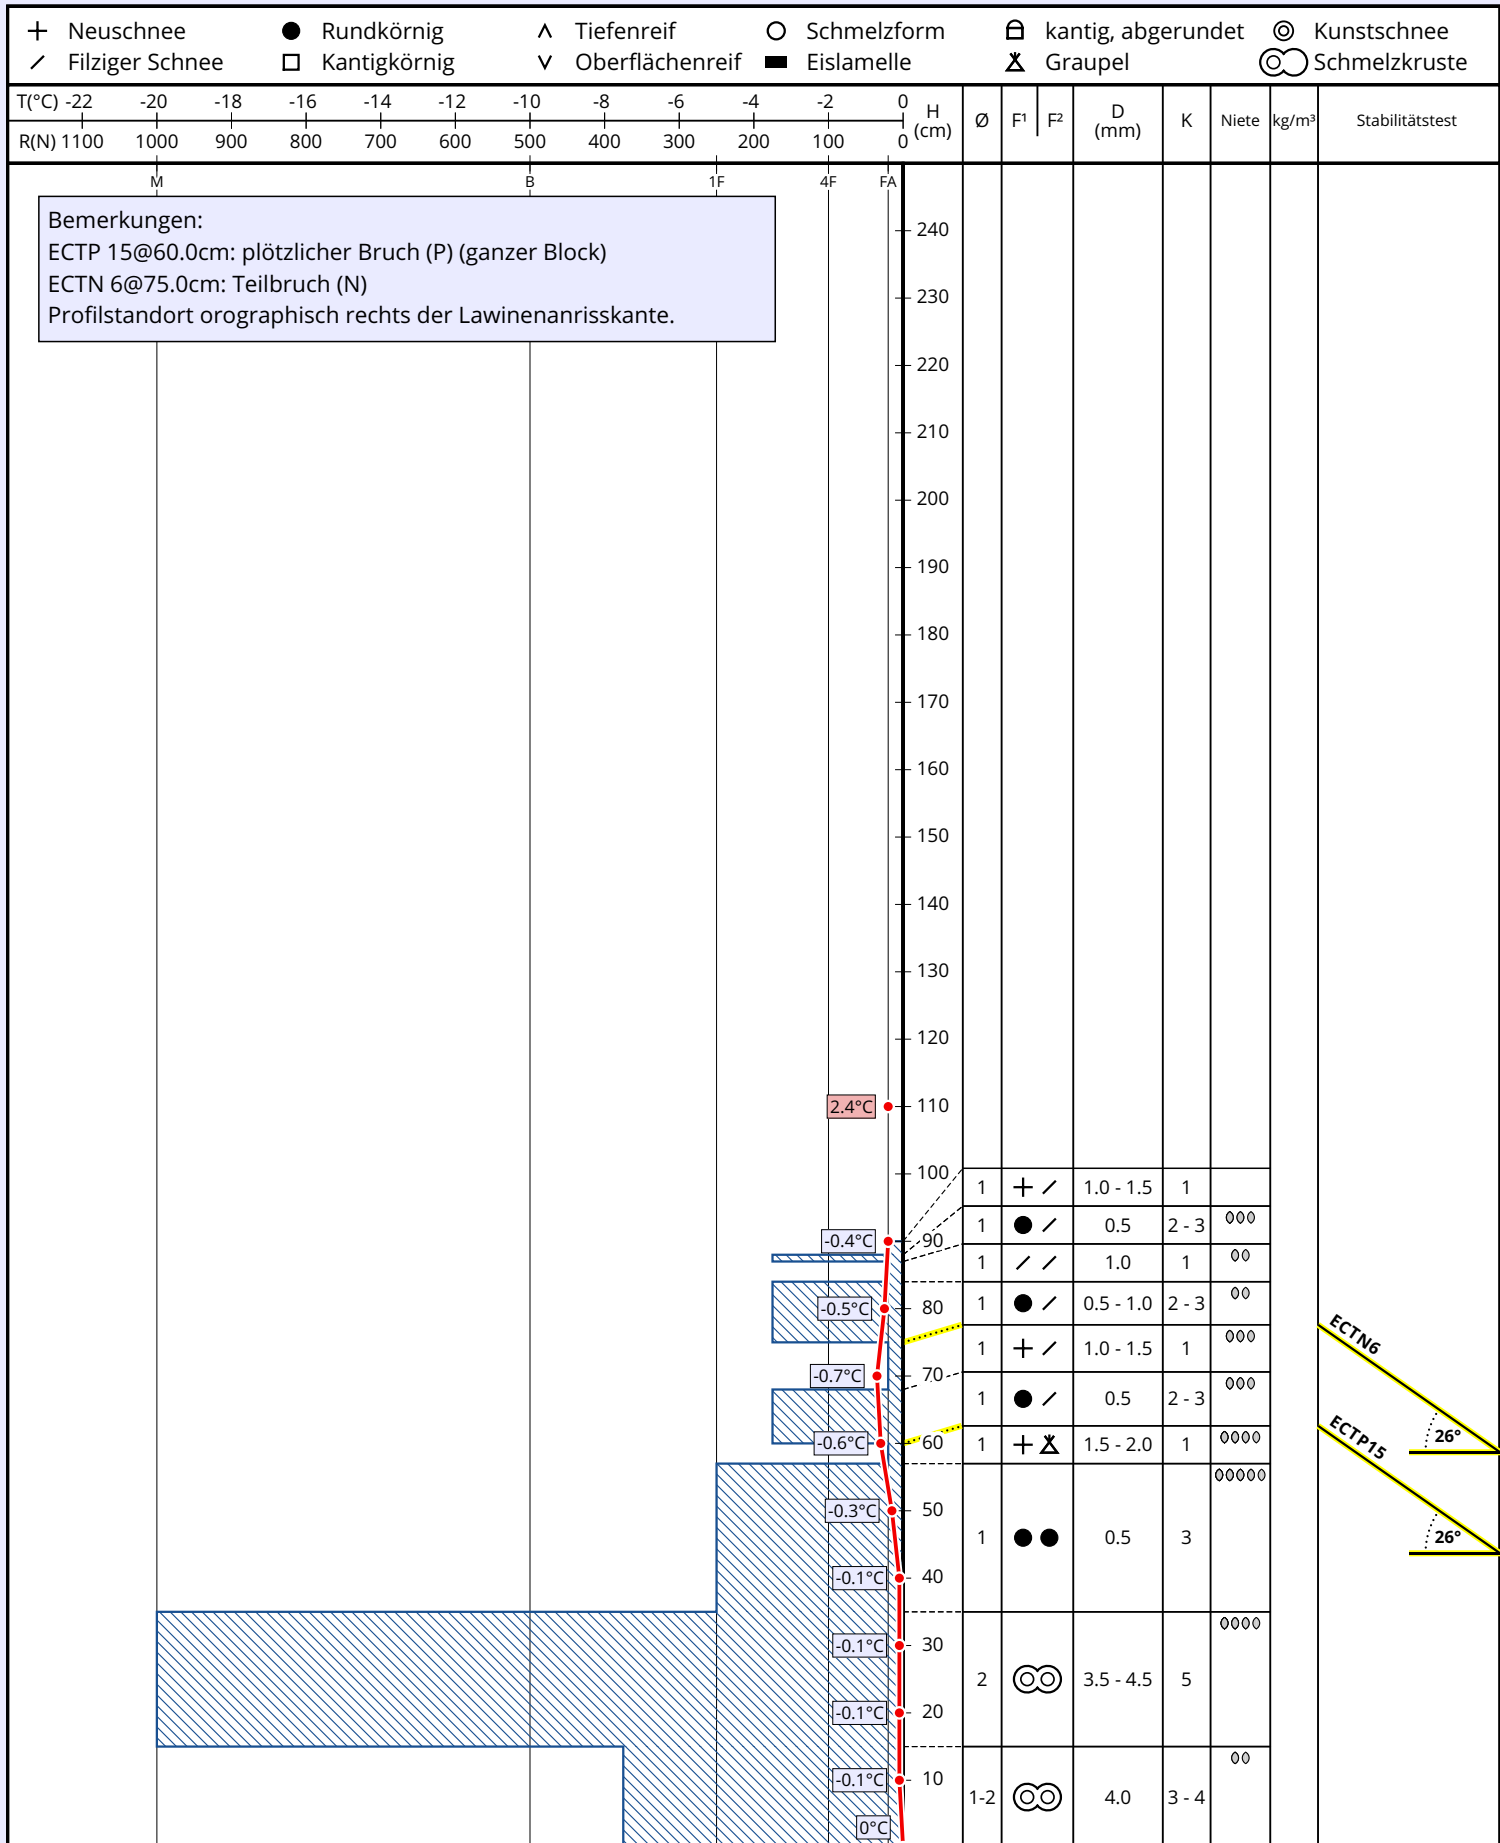 Neuschnee Rundkörnig Tiefenreif Schmelzform kantig, abgerundet Kunstschnee
Filziger Schnee Kantigkörnig Oberflächenreif Eislamelle Graupel Schmelzkruste
T(°C) -22 -20 -18 -16 -14 -12 -10 -8 -6 -4 -2 0
R(N) 1100 1000 900 800 700 600 500 400 300 200 100 0
H (cm) Ø F¹ F² D (mm) K Niete kg/m³ Stabilitätstest
M B 1F 4F FA
Bemerkungen:
ECTP 15@60.0cm: plötzlicher Bruch (P) (ganzer Block)
ECTN 6@75.0cm: Teilbruch (N)
Profilstandort orographisch rechts der Lawinenanrisskante.
240
230
220
210
200
190
180
170
160
150
140
130
120
2.4°C 110
100
1 1.0 - 1.5 1
1 0.5 2 - 3
-0.4°C 90
1 1.0 1
-0.5°C 80 1 0.5 - 1.0 2 - 3
ECTN6
1 1.0 - 1.5 1
-0.7°C 70
1 0.5 2 - 3
26°
-0.6°C 60 1 1.5 - 2.0 1
ECTP15
-0.3°C 50
1 0.5 3
26°
-0.1°C 40
-0.1°C 30
2 3.5 - 4.5 5
-0.1°C 20
-0.1°C 10
1-2 4.0 3 - 4
0°C